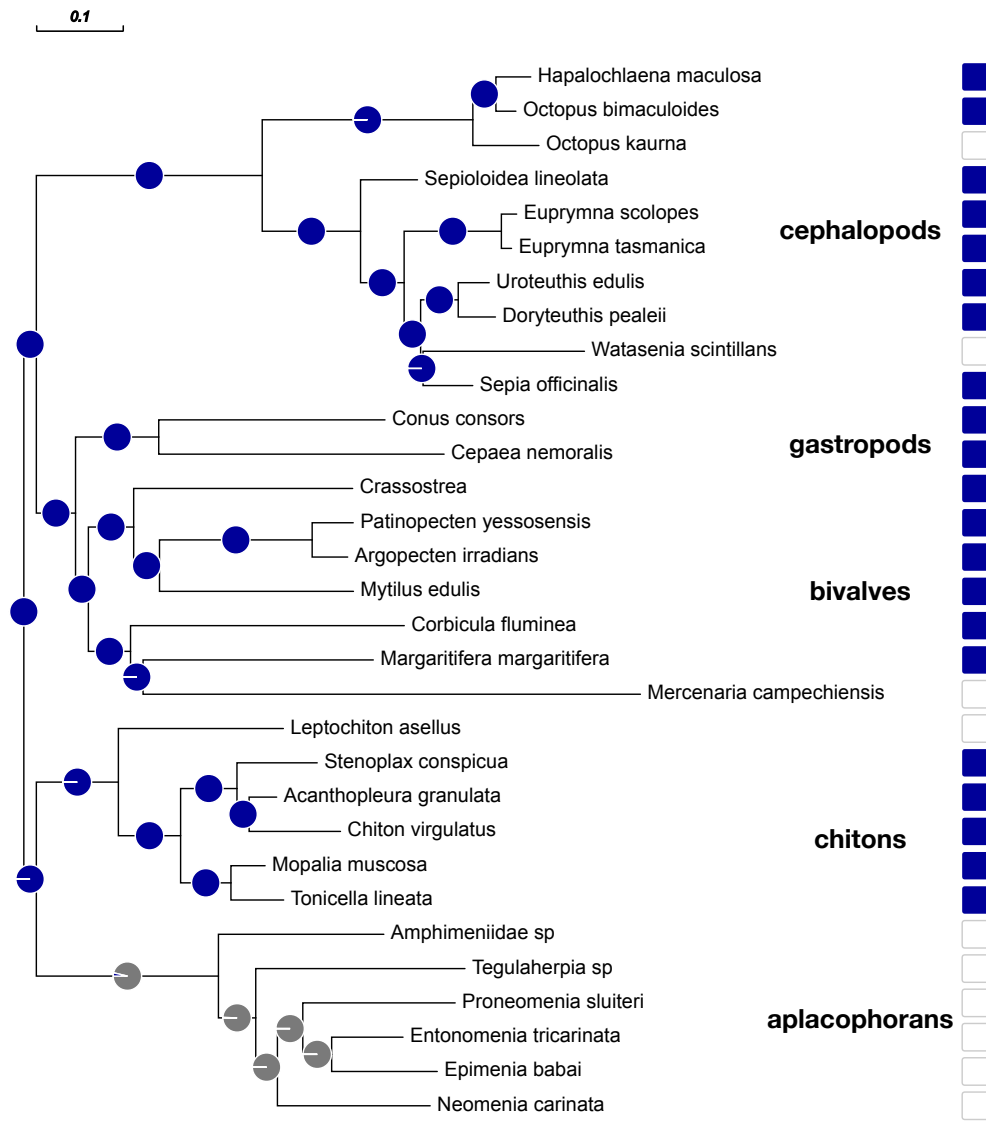 0.1
Hapalochlaena maculosa
Octopus bimaculoides
Octopus kaurna
Sepioloidea lineolata
Euprymna scolopes
cephalopods
Euprymna tasmanica
Uroteuthis edulis
Doryteuthis pealeii
Watasenia scintillans
Sepia officinalis
Conus consors
gastropods
Cepaea nemoralis
Crassostrea
Patinopecten yessosensis
Argopecten irradians
Mytilus edulis
bivalves
Corbicula fluminea
Margaritifera margaritifera
Mercenaria campechiensis
Leptochiton asellus
Stenoplax conspicua
Acanthopleura granulata
Chiton virgulatus
chitons
Mopalia muscosa
Tonicella lineata
Amphimeniidae sp
Tegulaherpia sp
Proneomenia sluiteri
aplacophorans
Entonomenia tricarinata
Epimenia babai
Neomenia carinata